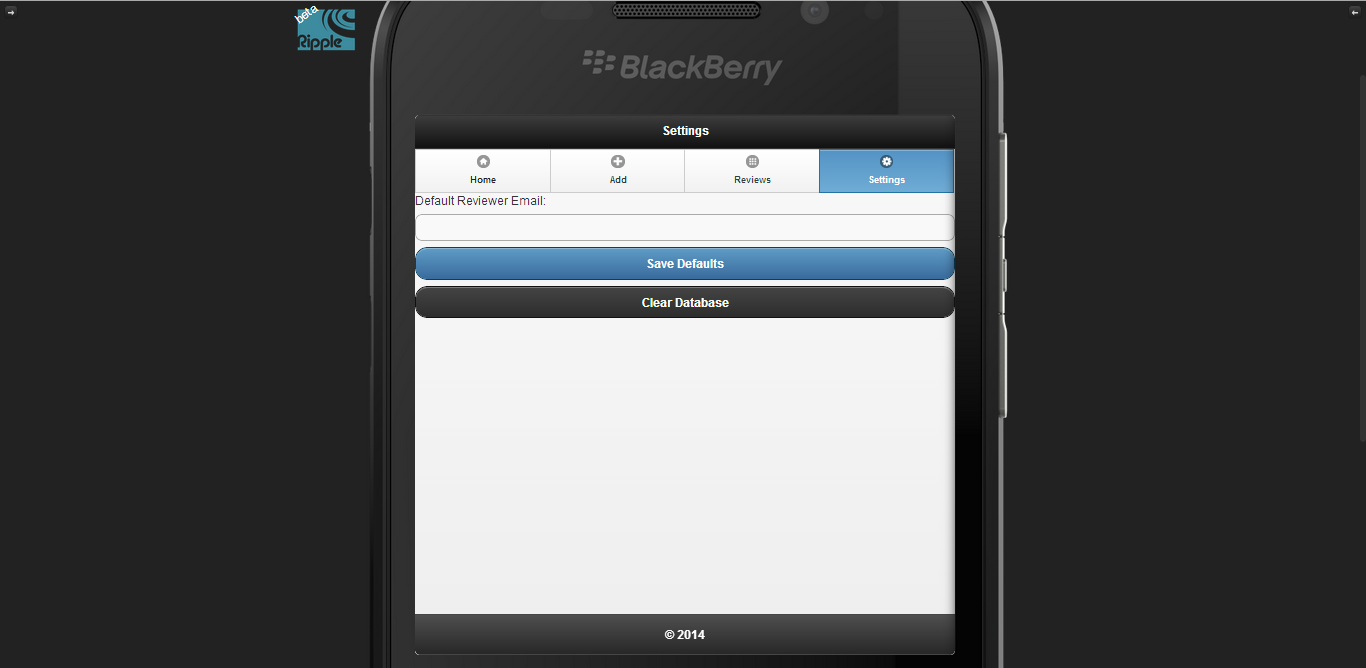 beta
Ripple
BlackBerry
Settings
Home Add Reviews Settings
Default Reviewer Email:
Save Defaults
Clear Database
© 2014